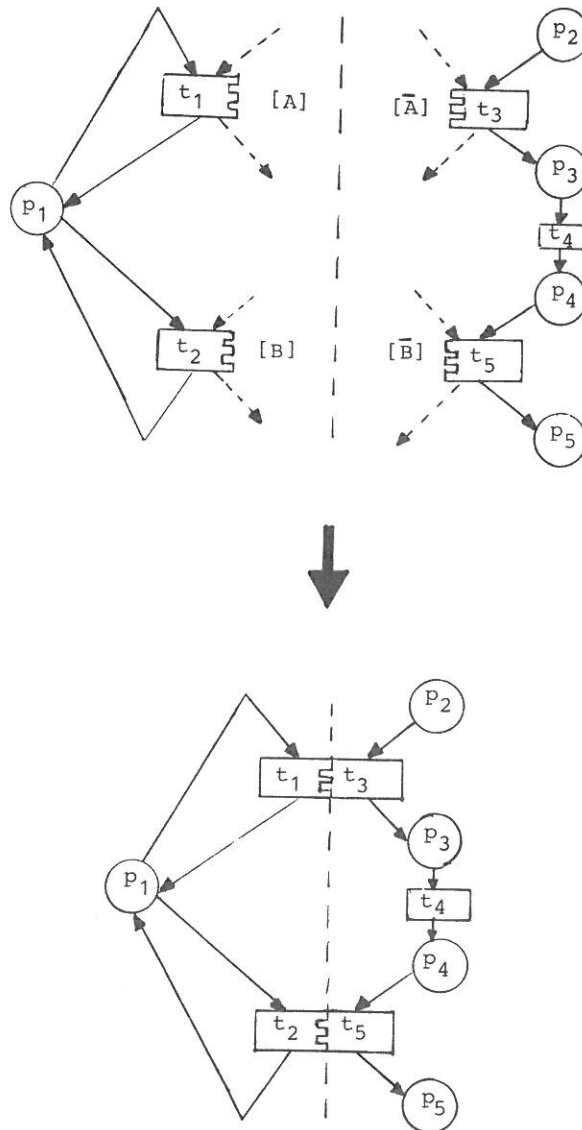 p2
t1 [A] [Ā] t3
p3
p1
t4
p4
t2 [B] [B̄] t5
p5
p2
t1 t3
p3
p1
t4
p4
t2 t5
p5